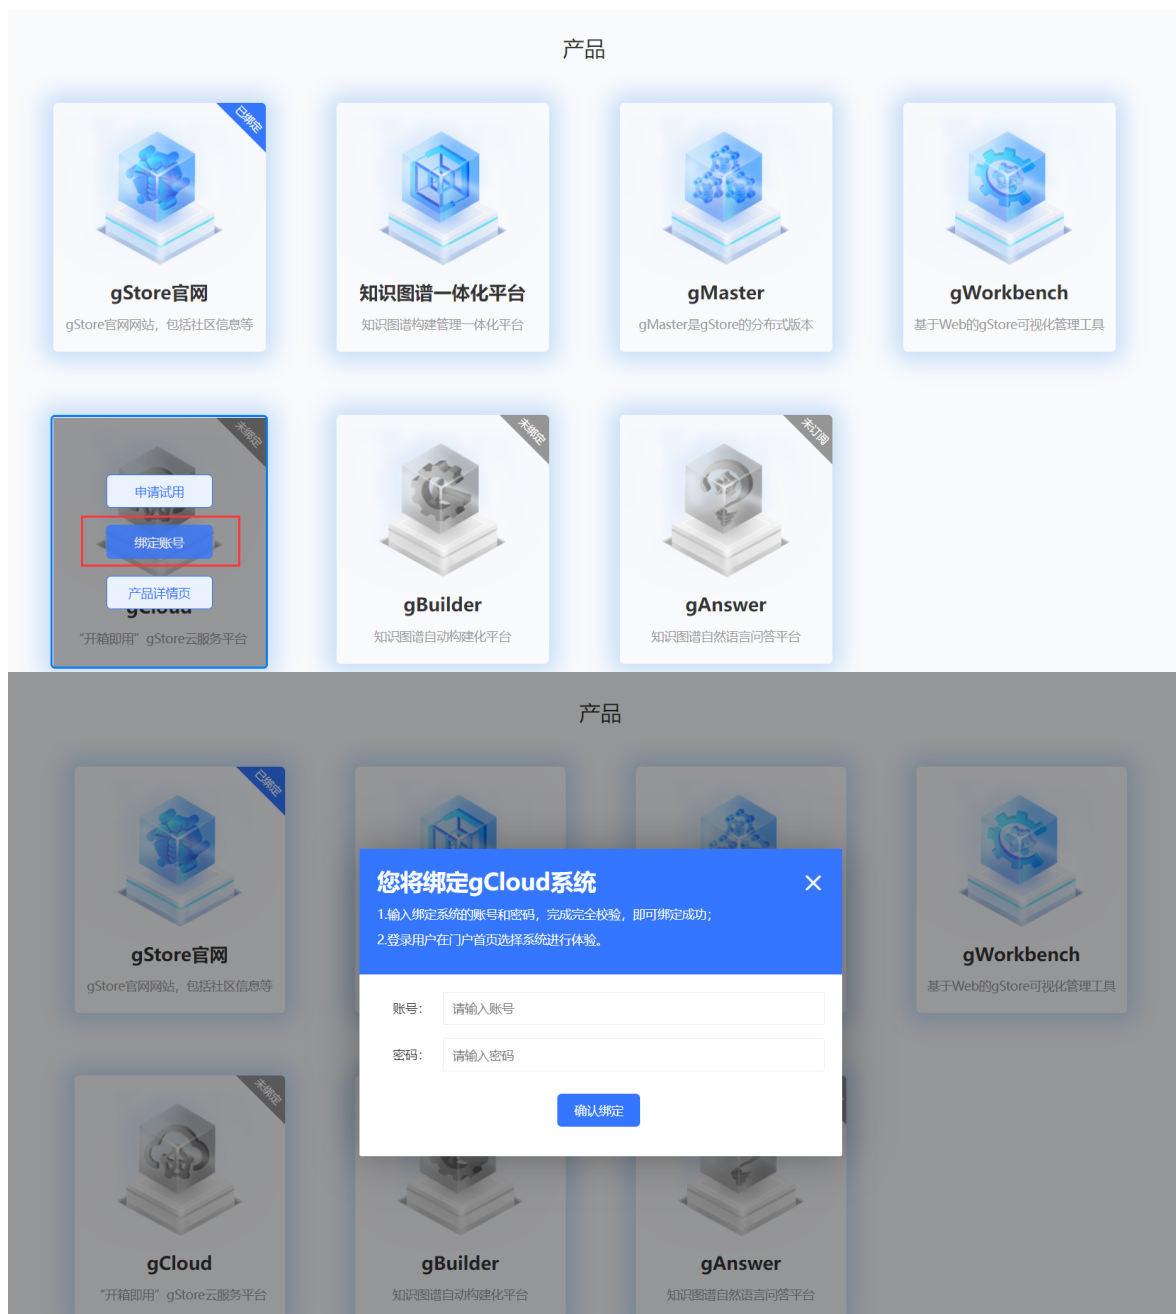 产品
已绑定
gStore官网
gStore官网网站，包括社区信息等
知识图谱一体化平台
知识图谱构建管理一体化平台
gMaster
gMaster是gStore的分布式版本
gWorkbench
基于Web的gStore可视化管理工具
未绑定
申请试用
绑定账号
产品详情页
gCloud
“开箱即用”gStore云服务平台
未绑定
gBuilder
知识图谱自动构建化平台
未订阅
gAnswer
知识图谱自然语言问答平台
产品
已绑定
gStore官网
gStore官网网站，包括社区信息等
gWorkbench
基于Web的gStore可视化管理工具
您将绑定gCloud系统
1.输入绑定系统的账号和密码，完成完全校验，即可绑定成功；
2.登录用户在门户首页选择系统进行体验。
账号：
请输入账号
密码：
请输入密码
确认绑定
未绑定
gCloud
“开箱即用”gStore云服务平台
gBuilder
知识图谱自动构建化平台
gAnswer
知识图谱自然语言问答平台